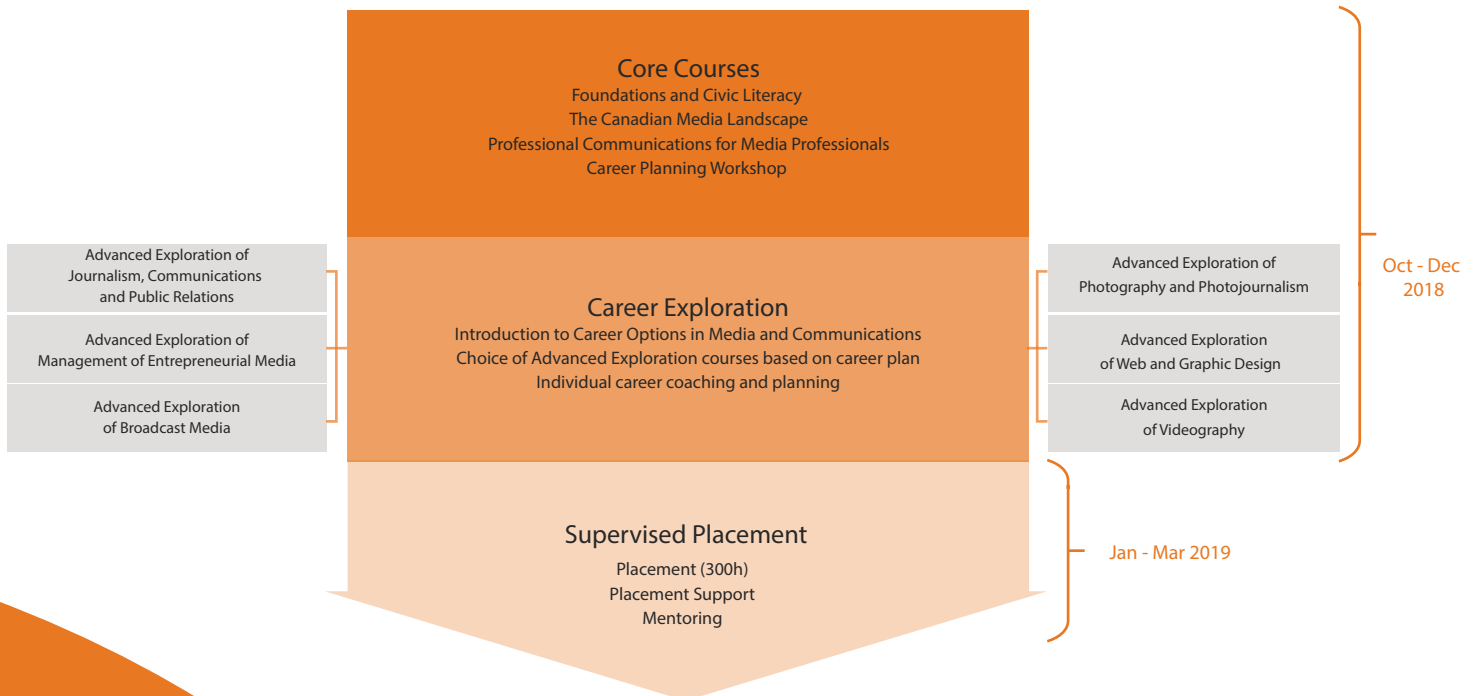 Core Courses
Foundations and Civic Literacy
The Canadian Media Landscape
Professional Communications for Media Professionals
Career Planning Workshop
Advanced Exploration of
Journalism, Communications
and Public Relations
Advanced Exploration of
Management of Entrepreneurial Media
Advanced Exploration
of Broadcast Media
Career Exploration
Introduction to Career Options in Media and Communications
Choice of Advanced Exploration courses based on career plan
Individual career coaching and planning
Advanced Exploration of
Photography and Photojournalism
Advanced Exploration
of Web and Graphic Design
Advanced Exploration
of Videography
Oct - Dec
2018
Supervised Placement
Placement (300h)
Placement Support
Mentoring
Jan - Mar 2019